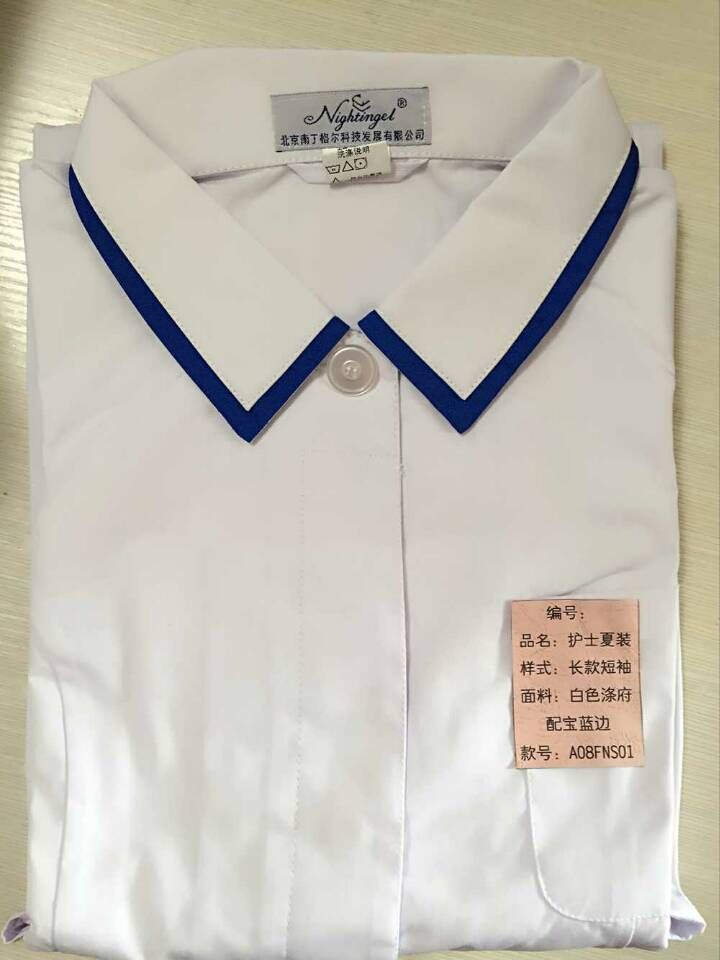 Nightingel®
北京南丁格尔科技发展有限公司
洗涤说明
编号：
品名：护士夏装
样式：长款短袖
面料：白色涤府
配宝蓝边
款号：A08FNS01